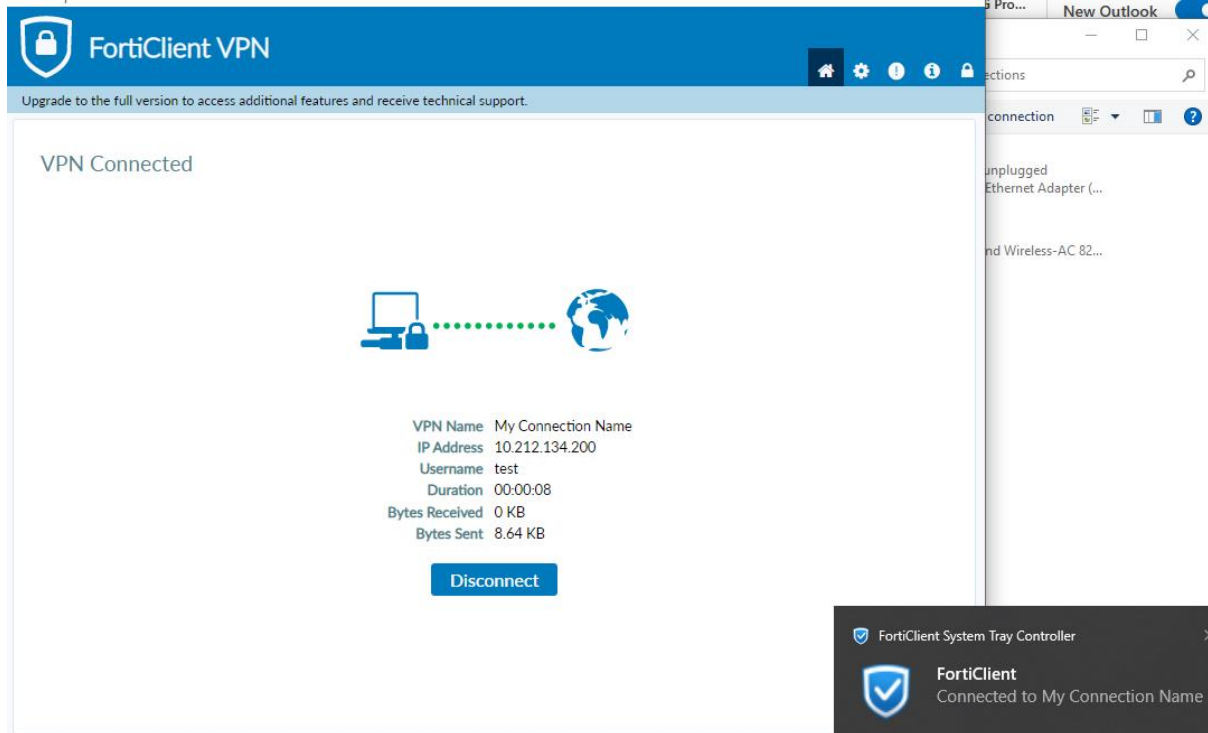 FortiClient VPN
Upgrade to the full version to access additional features and receive technical support.
VPN Connected
VPN Name My Connection Name
IP Address 10.212.134.200
Username test
Duration 00:00:08
Bytes Received 0 KB
Bytes Sent 8.64 KB
Disconnect
Pro...
New Outlook
connection
unplugged
Ethernet Adapter (...
Wireless-AC 82...
FortiClient System Tray Controller
FortiClient
Connected to My Connection Name